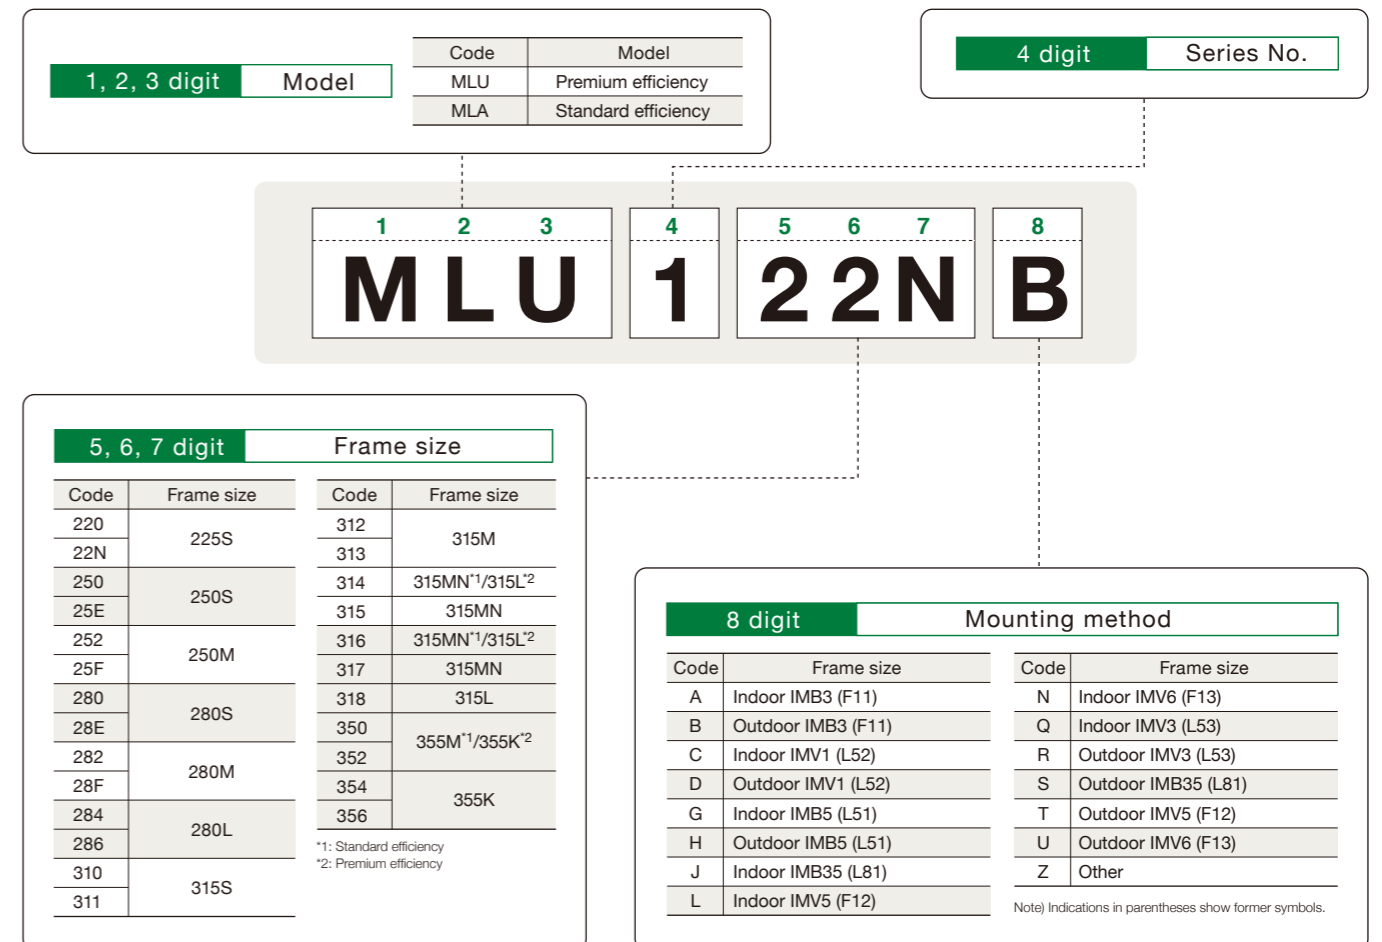 1, 2, 3 digit Model
Code Model
MLU Premium efficiency
MLA Standard efficiency
4 digit Series No.
1 2 3 4 5 6 7 8
MLU 1 22N B
5, 6, 7 digit Frame size
Code Frame size
220 225S
22N
250 250S
25E
252 250M
25F
280 280S
28E
282 280M
28F
284 280L
286
310 315S
311
Code Frame size
312 315M
313
314 315MN*1/315L*2
315 315MN
316 315MN*1/315L*2
317 315MN
318 315L
350 355M*1/355K*2
352
354 355K
356
*1: Standard efficiency
*2: Premium efficiency
8 digit Mounting method
Code Frame size
A Indoor IMB3 (F11)
B Outdoor IMB3 (F11)
C Indoor IMV1 (L52)
D Outdoor IMV1 (L52)
G Indoor IMB5 (L51)
H Outdoor IMB5 (L51)
J Indoor IMB35 (L81)
L Indoor IMV5 (F12)
Code Frame size
N Indoor IMV6 (F13)
Q Indoor IMV3 (L53)
R Outdoor IMV3 (L53)
S Outdoor IMB35 (L81)
T Outdoor IMV5 (F12)
U Outdoor IMV6 (F13)
Z Other
Note) Indications in parentheses show former symbols.